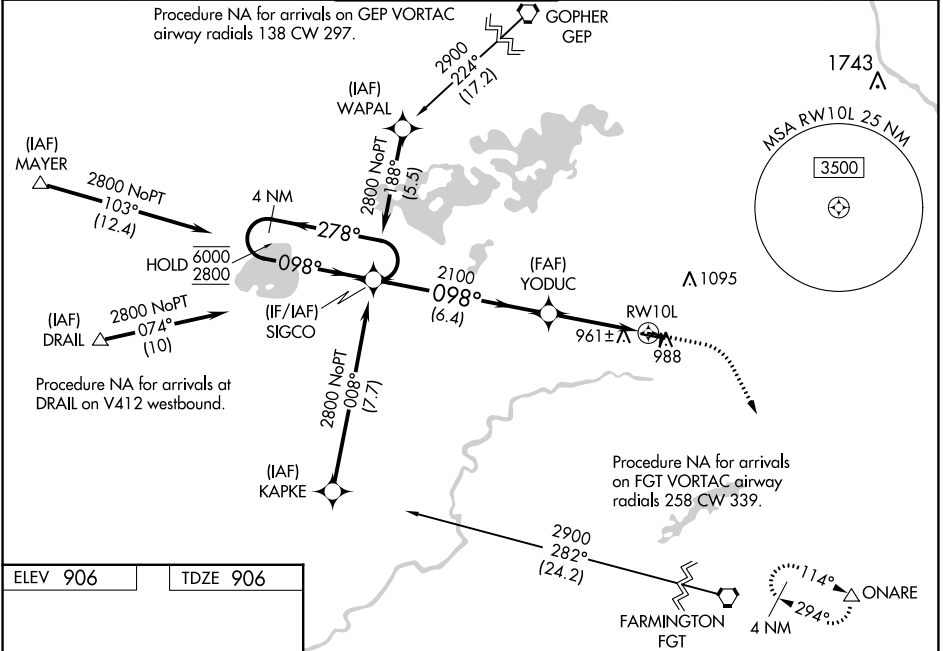 Procedure NA for arrivals on GEP VORTAC
airway radials 138 CW 297.
GOPHER
GEP
2900
224°
(17.2)
1743
(IAF)
WAPAL
MSA RW10L 25 NM
3500
(IAF)
MAYER
2800 NoPT
103°
(12.4)
2800 NoPT
188°
(5.5)
4 NM
278°
HOLD
6000
2800
098°
(IF/IAF)
SIGCO
2100
098°
(6.4)
(FAF)
YODUC
1095
RW10L
961±
988
(IAF)
DRAIL
2800 NoPT
074°
(10)
Procedure NA for arrivals at
DRAIL on V412 westbound.
2800 NoPT
008°
(7.7)
(IAF)
KAPKE
Procedure NA for arrivals
on FGT VORTAC airway
radials 258 CW 339.
2900
282°
(24.2)
FARMINGTON
FGT
114°
294°
4 NM
ONARE
ELEV 906
TDZE 906